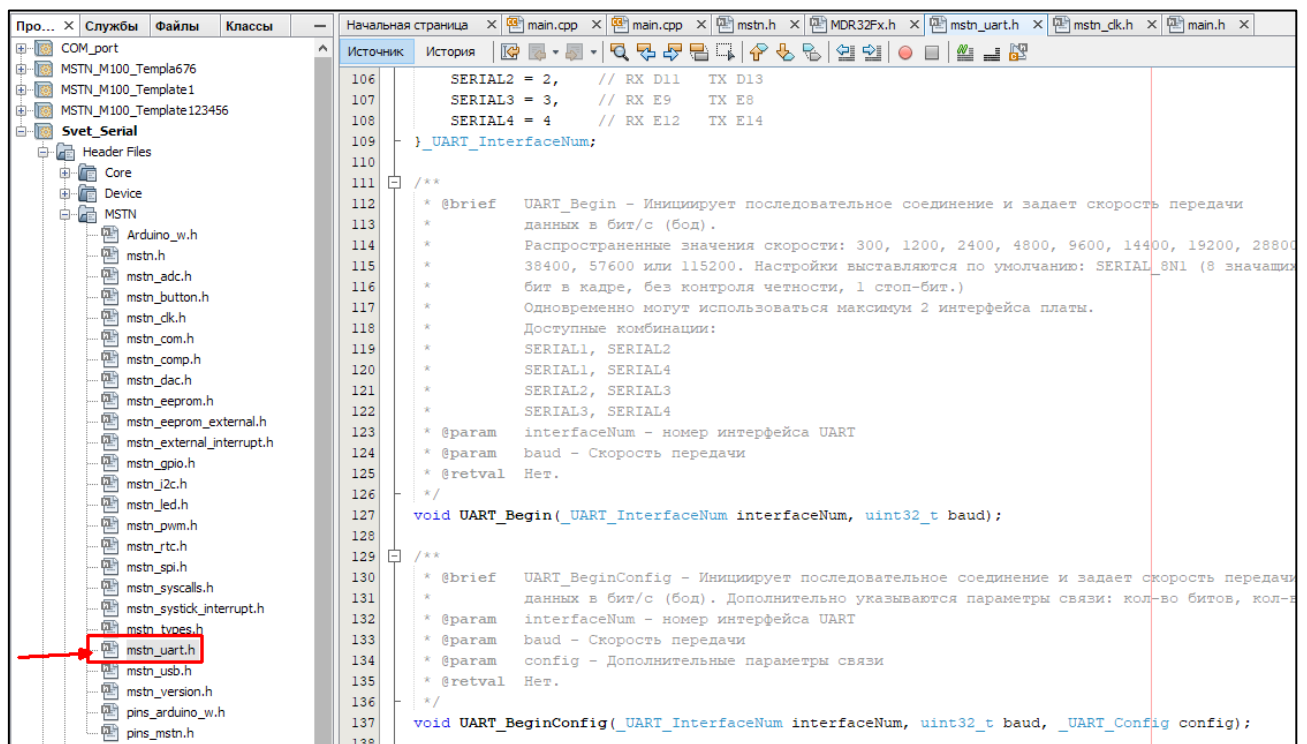 Про... × Службы Файлы Классы —
COM_port
MSTN_M100_Templa676
MSTN_M100_Template1
MSTN_M100_Template123456
Svet_Serial
Header Files
Core
Device
MSTN
Arduino_w.h
mstn.h
mstn_adc.h
mstn_button.h
mstn_clk.h
mstn_com.h
mstn_comp.h
mstn_dac.h
mstn_eeprom.h
mstn_eeprom_external.h
mstn_external_interrupt.h
mstn_gpio.h
mstn_i2c.h
mstn_led.h
mstn_pwm.h
mstn_rtc.h
mstn_spi.h
mstn_syscalls.h
mstn_systick_interrupt.h
mstn_types.h
mstn_uart.h
mstn_usb.h
mstn_version.h
pins_arduino_w.h
pins_mstn.h
Начальная страница × main.cpp × main.cpp × mstn.h × MDR32Fx.h × mstn_uart.h × mstn_clk.h × main.h ×
Источник История
106 SERIAL2 = 2, // RX D11 TX D13
107 SERIAL3 = 3, // RX E9 TX E8
108 SERIAL4 = 4 // RX E12 TX E14
109 }_UART_InterfaceNum;
110
111 /**
112 * @brief UART_Begin - Инициирует последовательное соединение и задает скорость передачи
113 * данных в бит/с (бод).
114 * Распространенные значения скорости: 300, 1200, 2400, 4800, 9600, 14400, 19200, 28800
115 * 38400, 57600 или 115200. Настройки выставляются по умолчанию: SERIAL_8N1 (8 значащих
116 * бит в кадре, без контроля четности, 1 стоп-бит.)
117 * Одновременно могут использоваться максимум 2 интерфейса платы.
118 * Доступные комбинации:
119 * SERIAL1, SERIAL2
120 * SERIAL1, SERIAL4
121 * SERIAL2, SERIAL3
122 * SERIAL3, SERIAL4
123 * @param interfaceNum - номер интерфейса UART
124 * @param baud - Скорость передачи
125 * @retval Нет.
126 */
127 void UART_Begin(_UART_InterfaceNum interfaceNum, uint32_t baud);
128
129 /**
130 * @brief UART_BeginConfig - Инициирует последовательное соединение и задает скорость передачи
131 * данных в бит/с (бод). Дополнительно указываются параметры связи: кол-во битов, кол-в
132 * @param interfaceNum - номер интерфейса UART
133 * @param baud - Скорость передачи
134 * @param config - Дополнительные параметры связи
135 * @retval Нет.
136 */
137 void UART_BeginConfig(_UART_InterfaceNum interfaceNum, uint32_t baud, _UART_Config config);
138